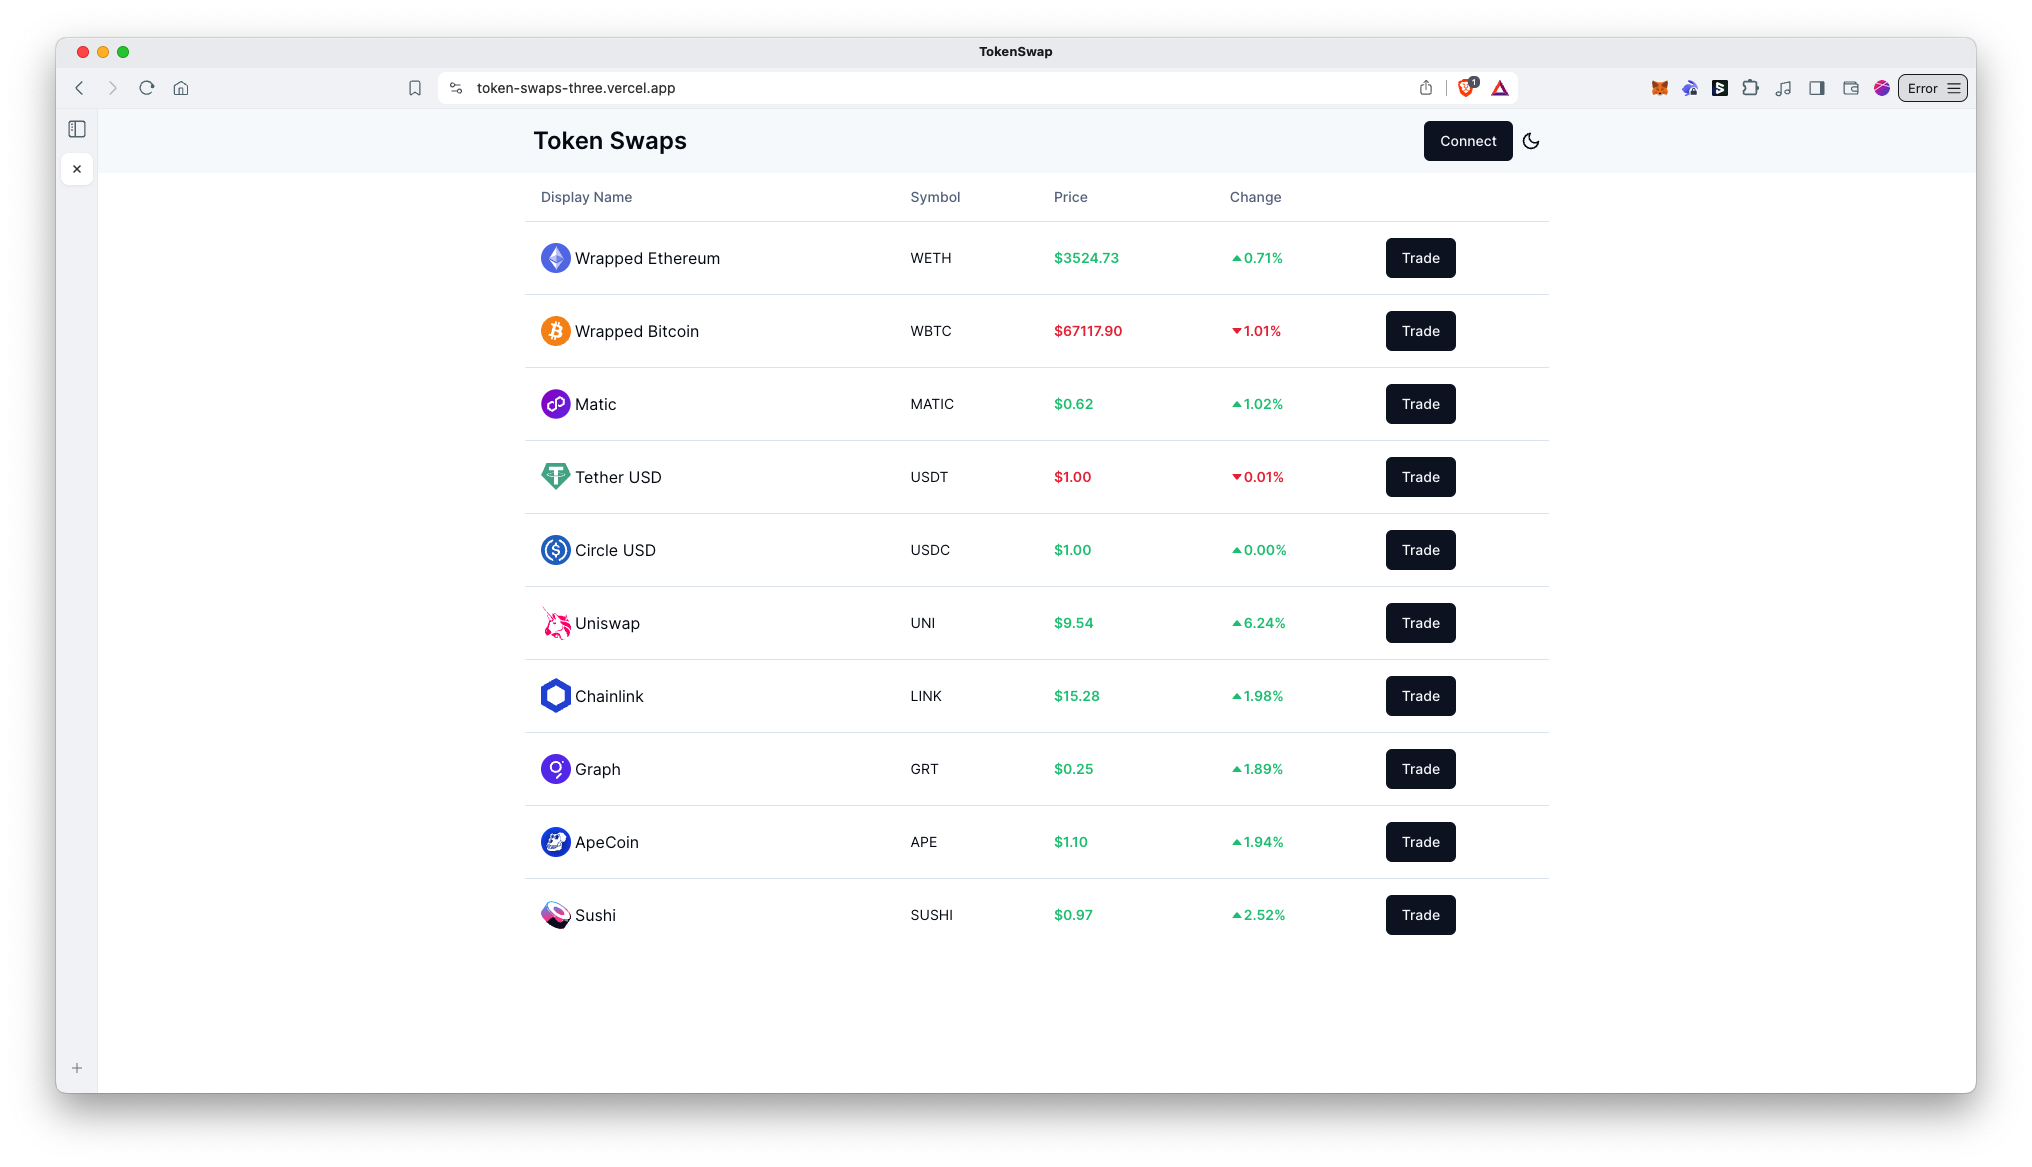 TokenSwap
token-swaps-three.vercel.app
1
Error
Token Swaps
Connect
Display Name Symbol Price Change
Wrapped Ethereum WETH $3524.73 0.71% Trade
Wrapped Bitcoin WBTC $67117.90 1.01% Trade
Matic MATIC $0.62 1.02% Trade
Tether USD USDT $1.00 0.01% Trade
Circle USD USDC $1.00 0.00% Trade
Uniswap UNI $9.54 6.24% Trade
Chainlink LINK $15.28 1.98% Trade
Graph GRT $0.25 1.89% Trade
ApeCoin APE $1.10 1.94% Trade
Sushi SUSHI $0.97 2.52% Trade